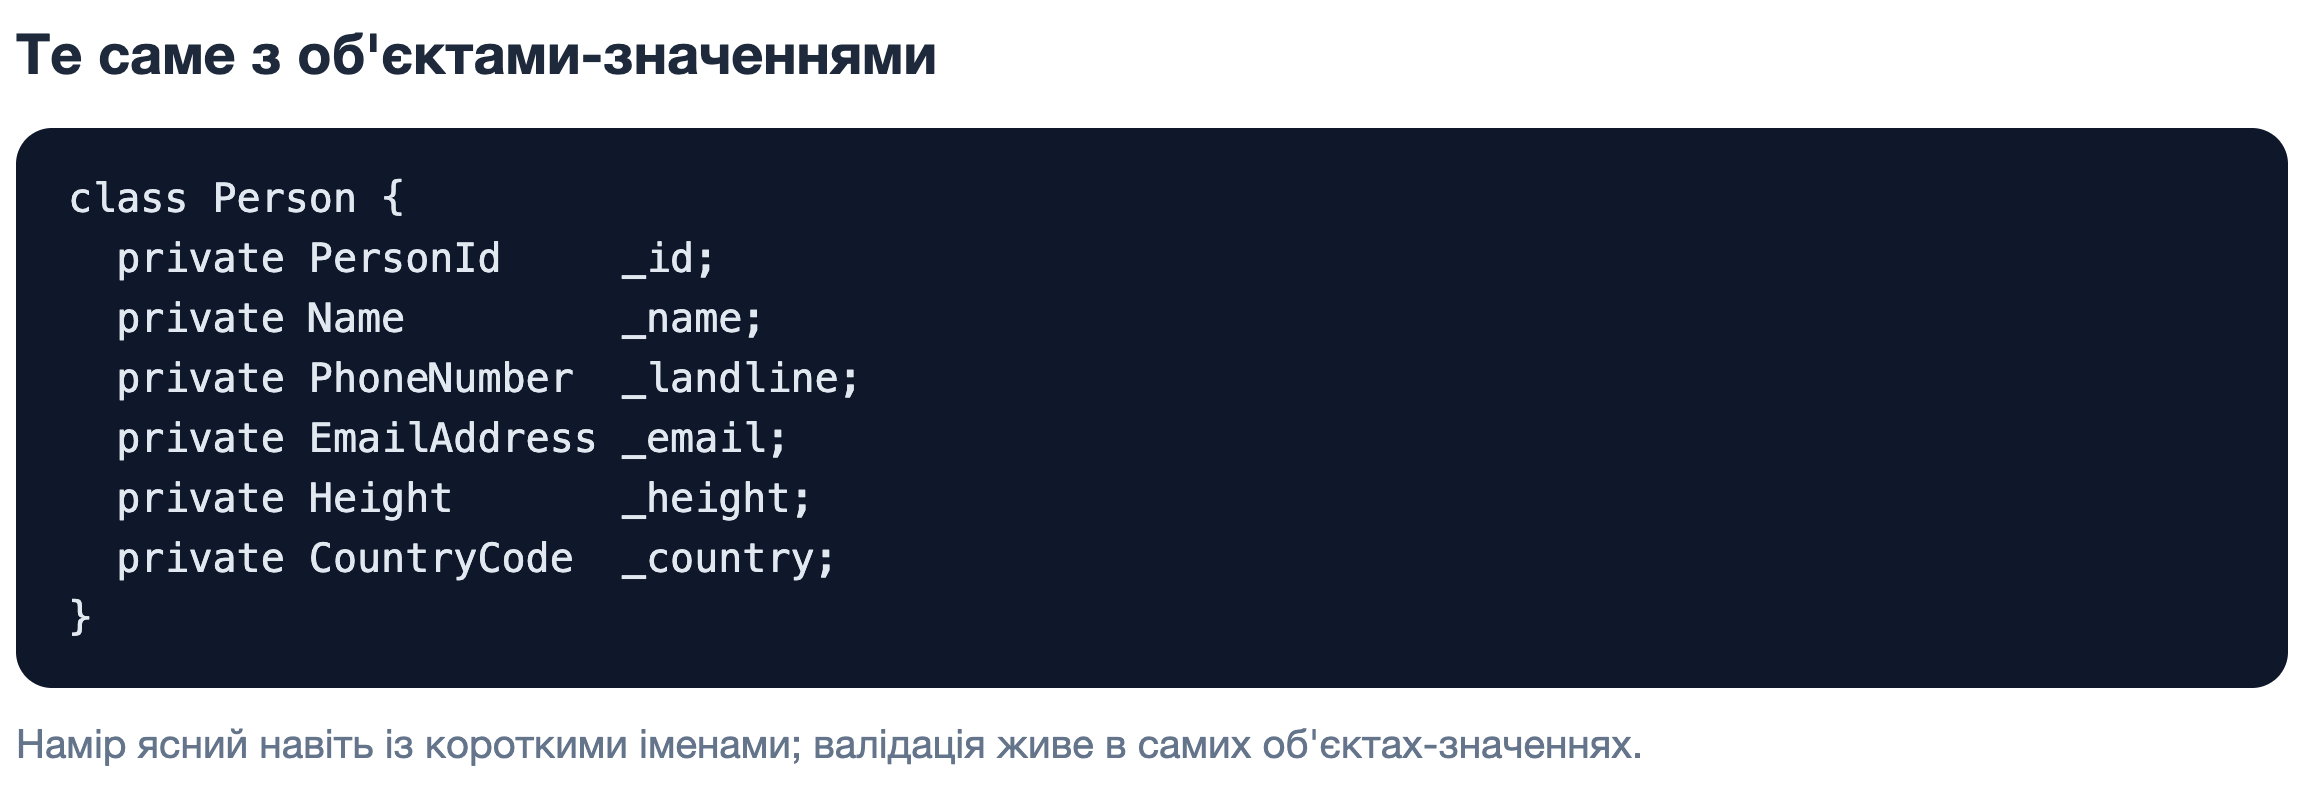 Те саме з об'єктами-значеннями
class Person {
  private PersonId     _id;
  private Name         _name;
  private PhoneNumber  _landline;
  private EmailAddress _email;
  private Height       _height;
  private CountryCode  _country;
}
Намір ясний навіть із короткими іменами; валідація живе в самих об'єктах-значеннях.